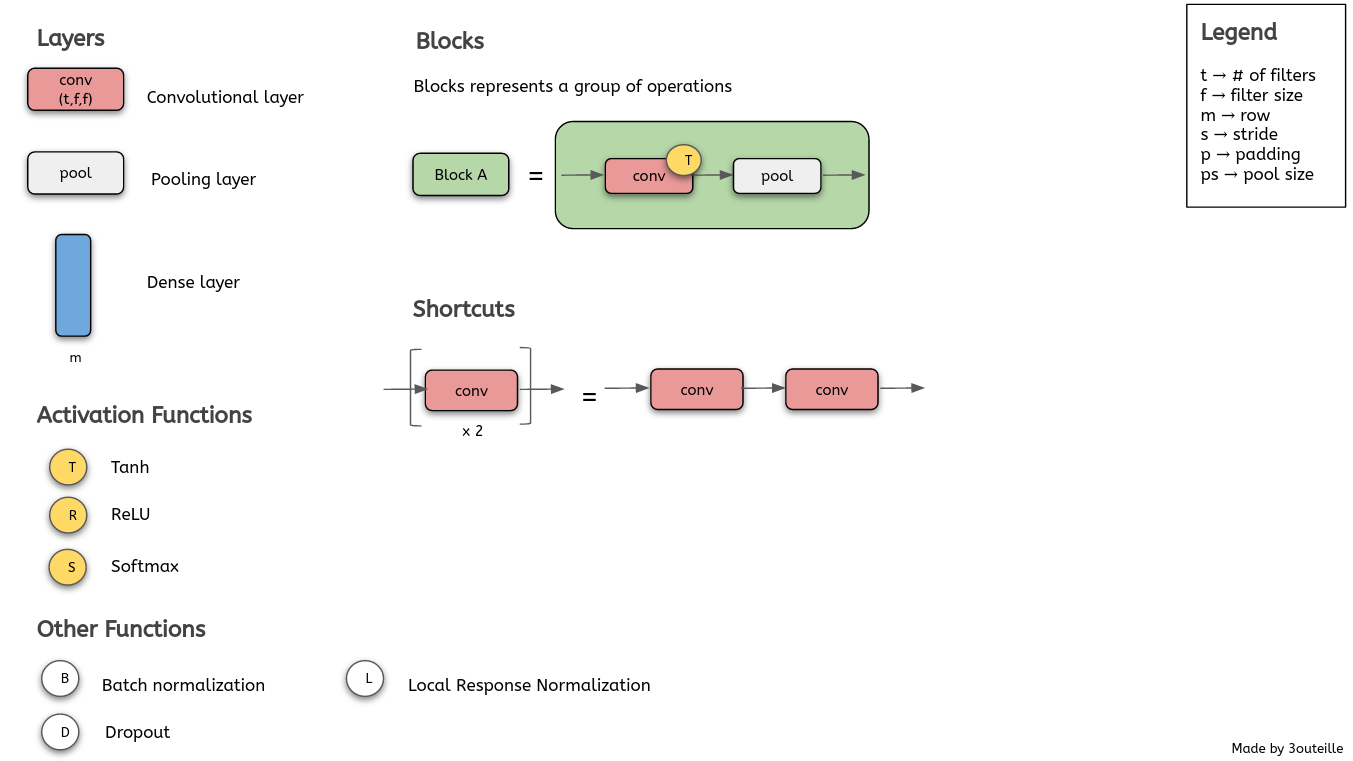 Layers
conv
(t,f,f)
Convolutional layer
pool
Pooling layer
Dense layer
m
Activation Functions
T Tanh
R ReLU
S Softmax
Other Functions
B Batch normalization
L Local Response Normalization
D Dropout
Blocks
Blocks represents a group of operations
Block A = conv T pool
Shortcuts
conv = conv conv
x 2
Legend
t → # of filters
f → filter size
m → row
s → stride
p → padding
ps → pool size
Made by 3outeille